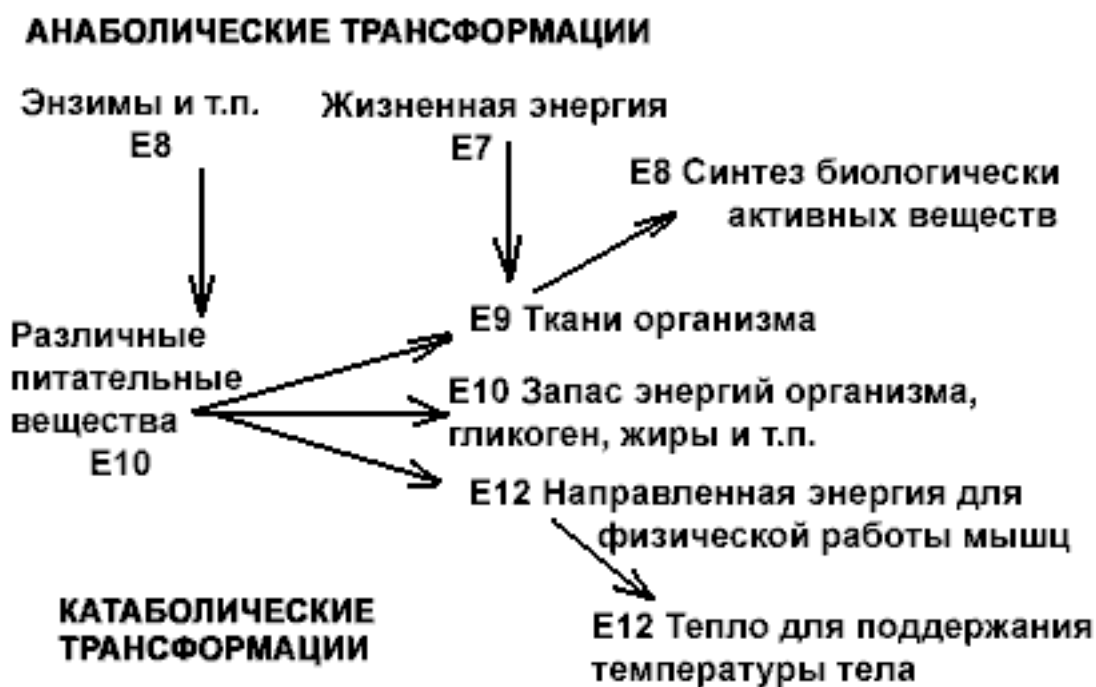 АНАБОЛИЧЕСКИЕ ТРАНСФОРМАЦИИ
Энзимы и т.п.
E8
Жизненная энергия
E7
E8 Синтез биологически
активных веществ
E9 Ткани организма
Различные
питательные
вещества
E10
E10 Запас энергий организма,
гликоген, жиры и т.п.
E12 Направленная энергия для
физической работы мышц
КАТАБОЛИЧЕСКИЕ
ТРАНСФОРМАЦИИ
E12 Тепло для поддержания
температуры тела